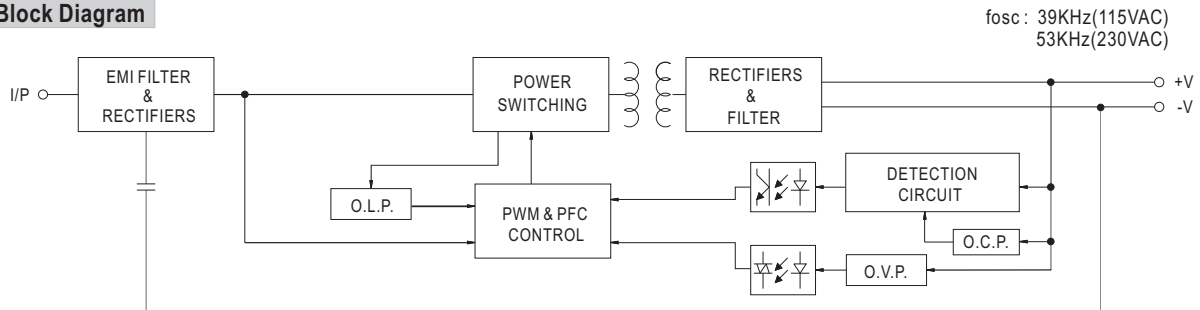 Block Diagram
fosc : 39KHz(115VAC)
53KHz(230VAC)
I/P
EMI FILTER
&
RECTIFIERS
POWER
SWITCHING
RECTIFIERS
&
FILTER
+V
-V
O.L.P.
PWM & PFC
CONTROL
DETECTION
CIRCUIT
O.C.P.
O.V.P.